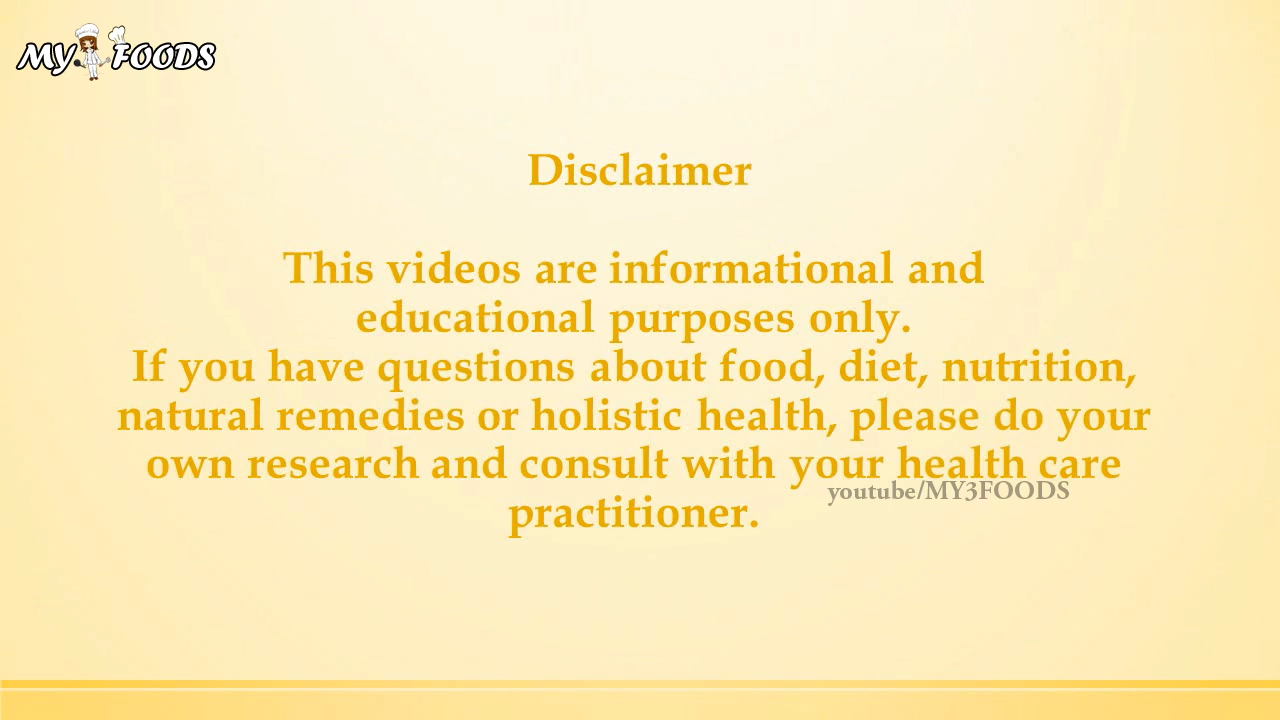 MY FOODS
Disclaimer
This videos are informational and
educational purposes only.
If you have questions about food, diet, nutrition,
natural remedies or holistic health, please do your
own research and consult with your health care
youtube/MY3FOODS
practitioner.